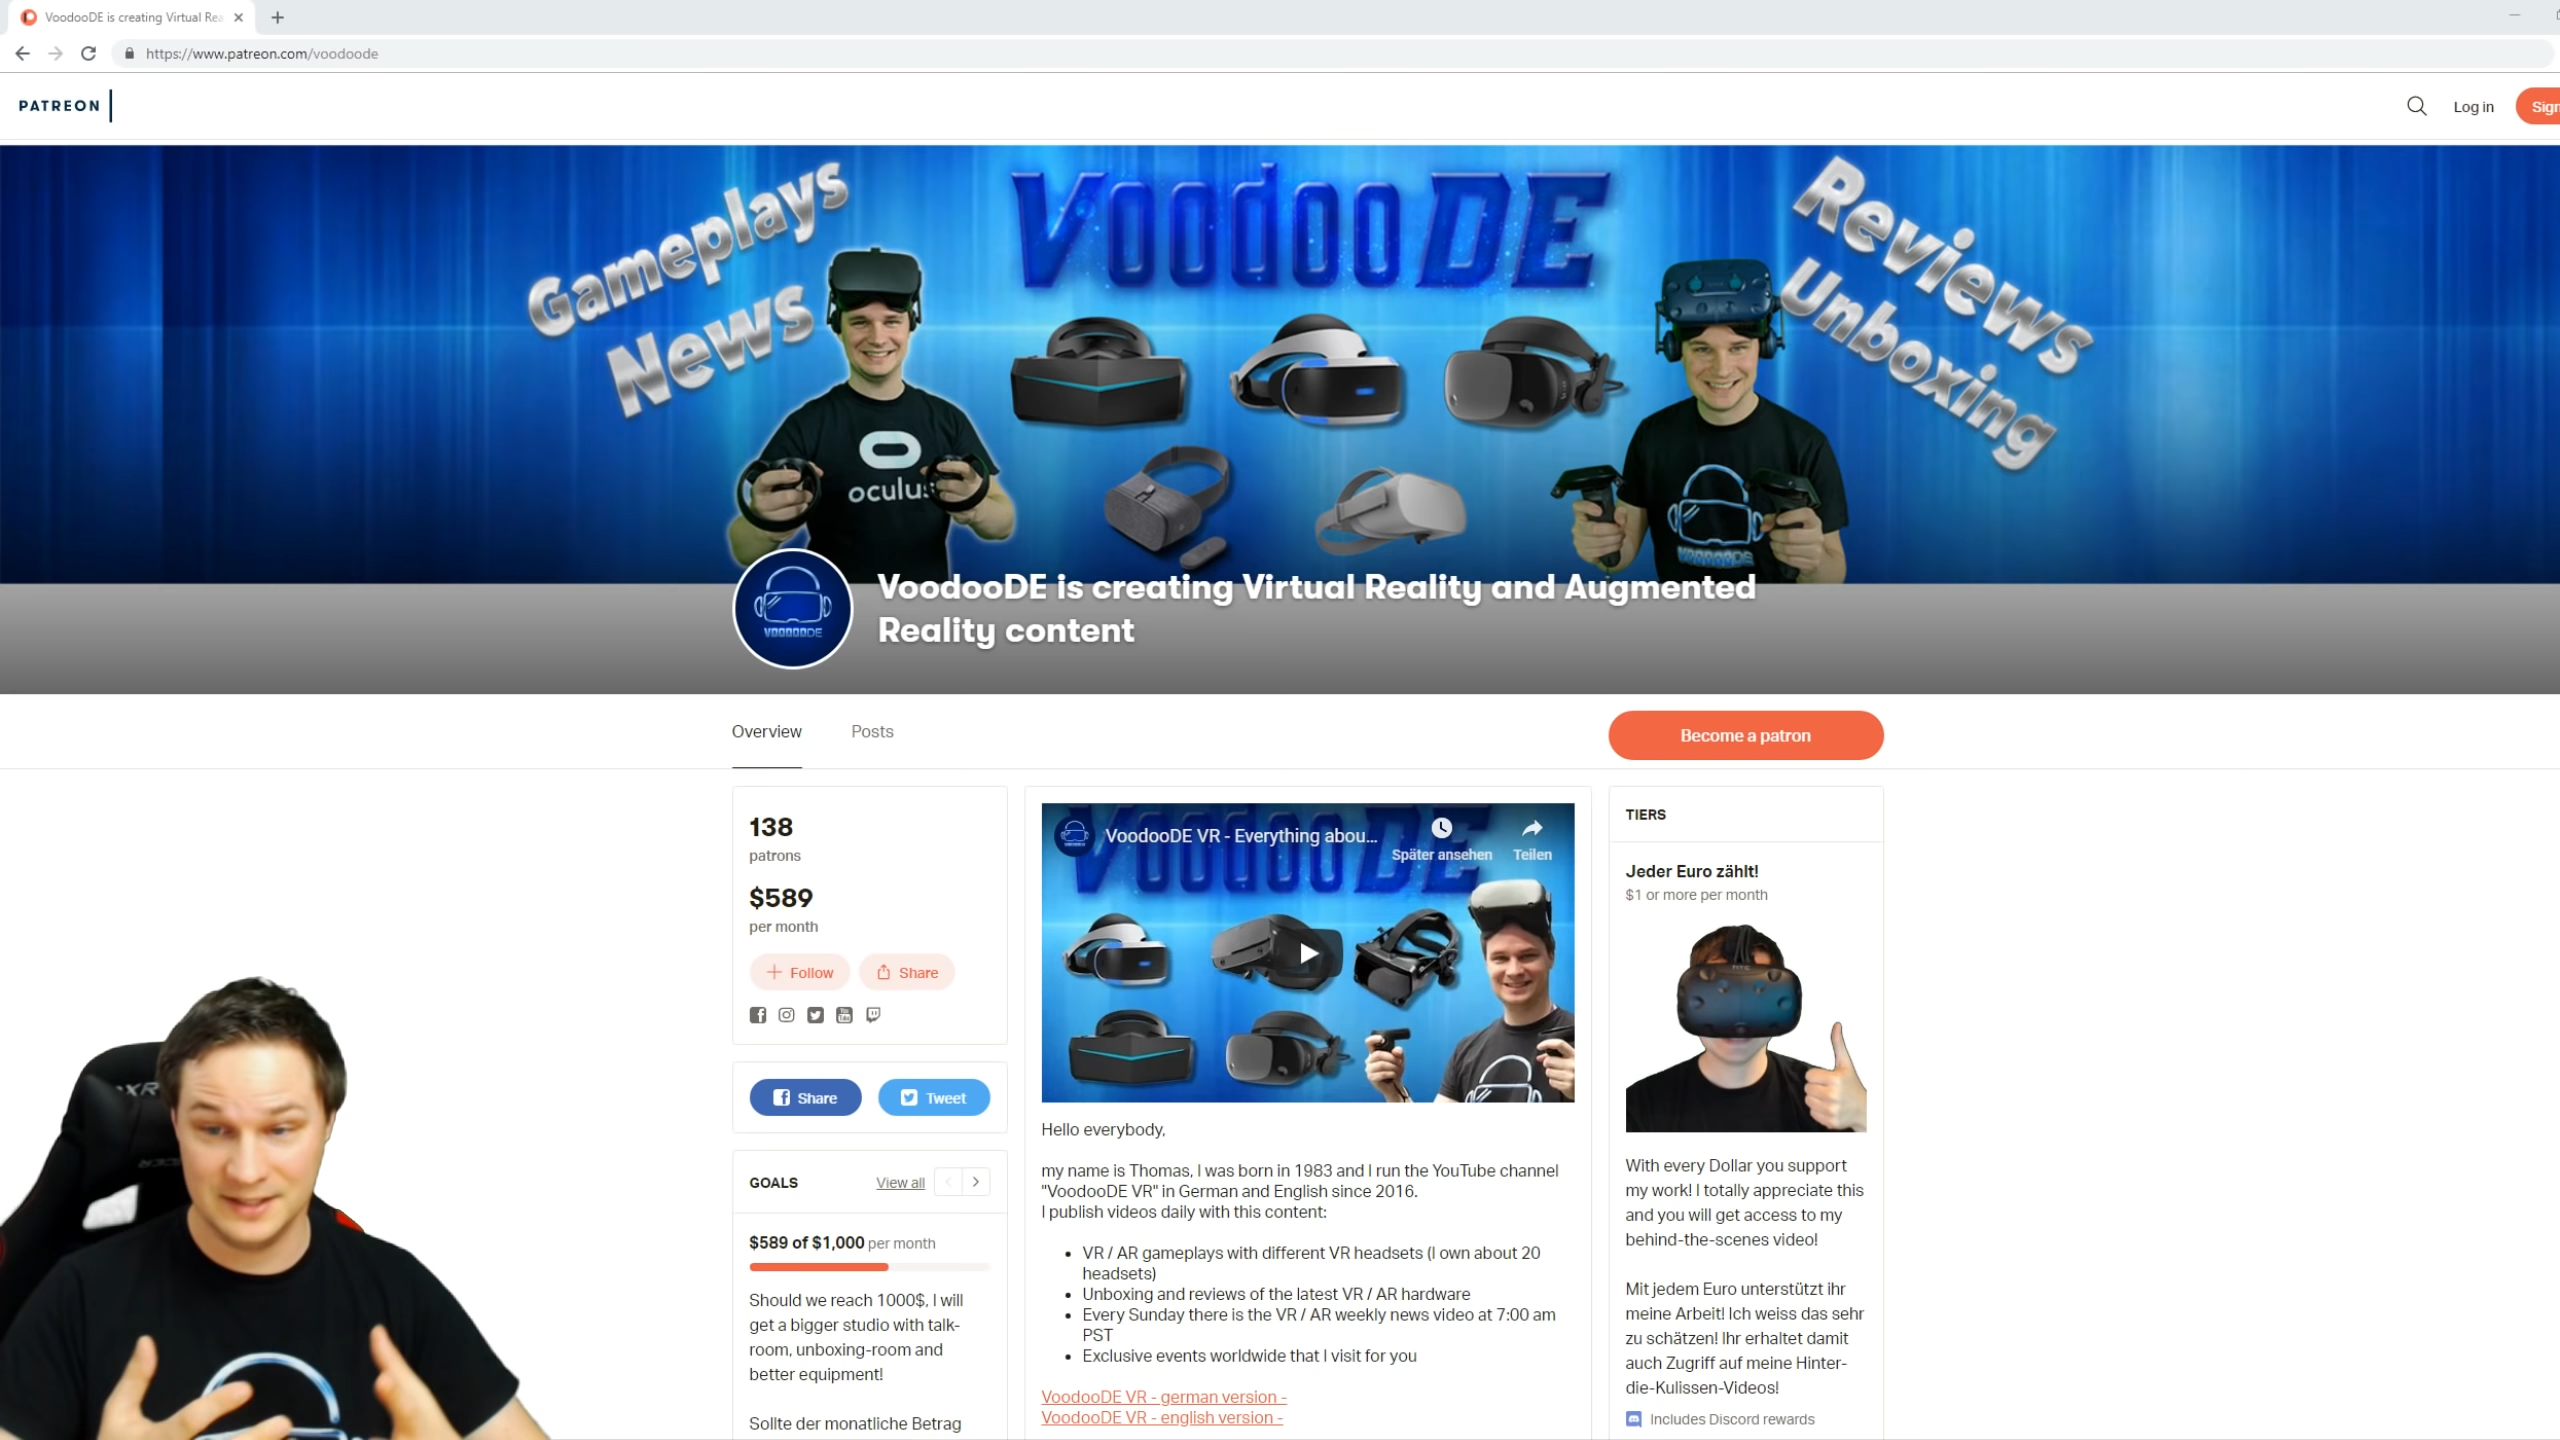 VoodooDE is creating Virtual Rea
https://www.patreon.com/voodoode
PATREON
Log in
Sign
Gameplays
News
VoodooDE
Reviews
Unboxing
oculus
VOODOODE
VOODOODE
VoodooDE is creating Virtual Reality and Augmented
Reality content
Overview
Posts
Become a patron
138
patrons
$589
per month
Follow
Share
Share
Tweet
GOALS
View all
$589 of $1,000 per month
Should we reach 1000$, I will
get a bigger studio with talk-
room, unboxing-room and
better equipment!
Sollte der monatliche Betrag
VoodooDE VR - Everything abou...
Später ansehen
Teilen
VoodooDE
Hello everybody,
my name is Thomas, I was born in 1983 and I run the YouTube channel
"VoodooDE VR" in German and English since 2016.
I publish videos daily with this content:
• VR / AR gameplays with different VR headsets (I own about 20
headsets)
• Unboxing and reviews of the latest VR / AR hardware
• Every Sunday there is the VR / AR weekly news video at 7:00 am
PST
• Exclusive events worldwide that I visit for you
VoodooDE VR - german version -
VoodooDE VR - english version -
TIERS
Jeder Euro zählt!
$1 or more per month
With every Dollar you support
my work! I totally appreciate this
and you will get access to my
behind-the-scenes video!
Mit jedem Euro unterstützt ihr
meine Arbeit! Ich weiss das sehr
zu schätzen! Ihr erhaltet damit
auch Zugriff auf meine Hinter-
die-Kulissen-Videos!
Includes Discord rewards